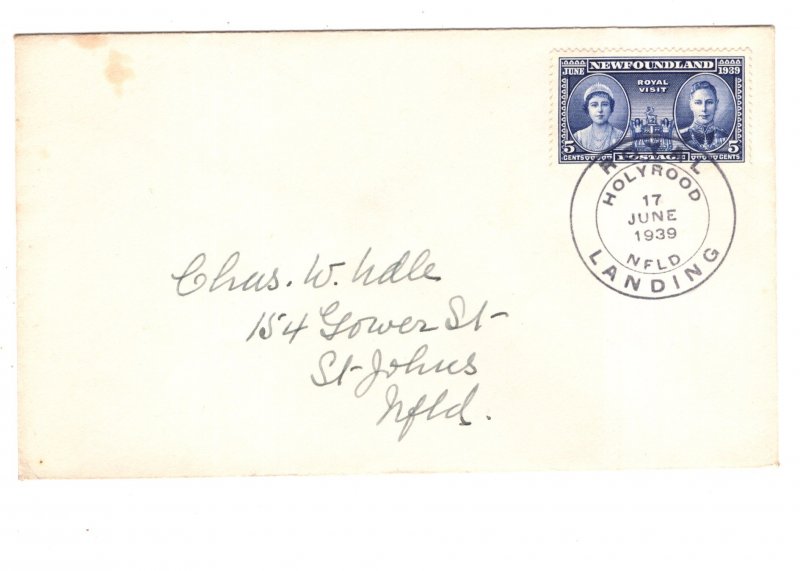 JUNE NEWFOUNDLAND 1939
ROYAL
VISIT
5 5
CENTS POSTAGE CENTS
ROYAL
HOLYROOD
17
JUNE
1939
NFLD
LANDING
Chas. W. Udle
154 Gower St
St Johns
Nfld.